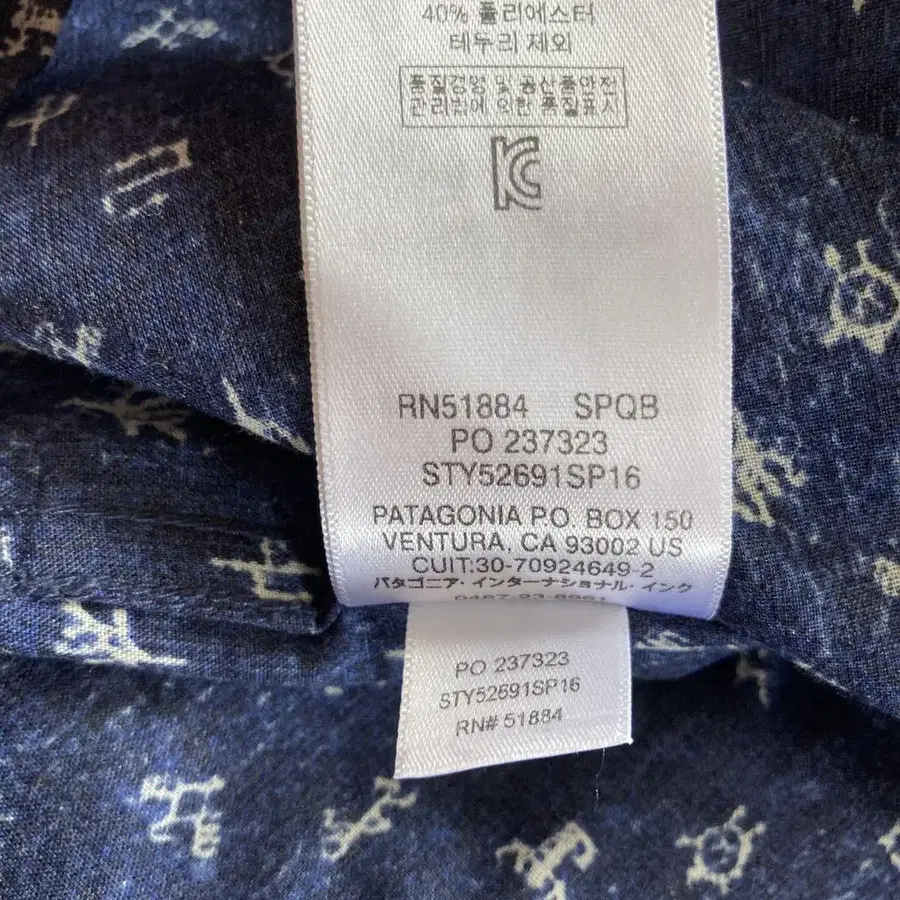 40% 폴리에스터
테두리 제외
품질경영 및 공산품안전
관리법에 의한 품질표시
RN51884 SPQB
PO 237323
STY52691SP16
PATAGONIA P.O. BOX 150
VENTURA, CA 93002 US
CUIT:30-70924649-2
パタゴニア・インターナショナル・インク
PO 237323
STY52691SP16
RN# 51884